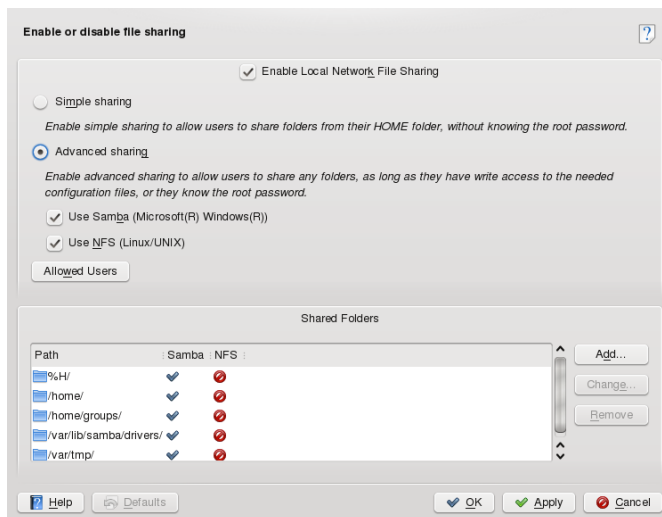 Enable or disable file sharing
?
Enable Local Network File Sharing
Simple sharing
Enable simple sharing to allow users to share folders from their HOME folder, without knowing the root password.
Advanced sharing
Enable advanced sharing to allow users to share any folders, as long as they have write access to the needed
configuration files, or they know the root password.
Use Samba (Microsoft(R) Windows(R))
Use NFS (Linux/UNIX)
Allowed Users
Shared Folders
Path Samba NFS
%H/
/home/
/home/groups/
/var/lib/samba/drivers/
/var/tmp/
Add...
Change...
Remove
Help Defaults OK Apply Cancel